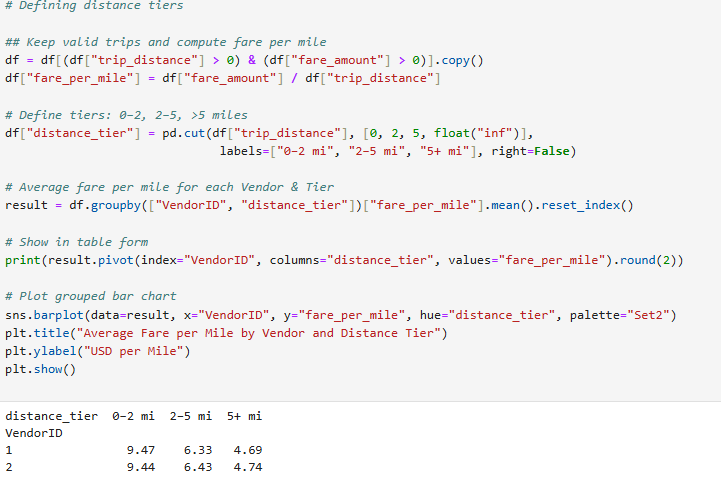 # Defining distance tiers
## Keep valid trips and compute fare per mile
df = df[(df["trip_distance"] > 0) & (df["fare_amount"] > 0)].copy()
df["fare_per_mile"] = df["fare_amount"] / df["trip_distance"]
# Define tiers: 0–2, 2–5, >5 miles
df["distance_tier"] = pd.cut(df["trip_distance"], [0, 2, 5, float("inf")],
labels=["0–2 mi", "2–5 mi", "5+ mi"], right=False)
# Average fare per mile for each Vendor & Tier
result = df.groupby(["VendorID", "distance_tier"])["fare_per_mile"].mean().reset_index()
# Show in table form
print(result.pivot(index="VendorID", columns="distance_tier", values="fare_per_mile").round(2))
# Plot grouped bar chart
sns.barplot(data=result, x="VendorID", y="fare_per_mile", hue="distance_tier", palette="Set2")
plt.title("Average Fare per Mile by Vendor and Distance Tier")
plt.ylabel("USD per Mile")
plt.show()
distance_tier  0–2 mi  2–5 mi  5+ mi
VendorID
1                9.47    6.33   4.69
2                9.44    6.43   4.74